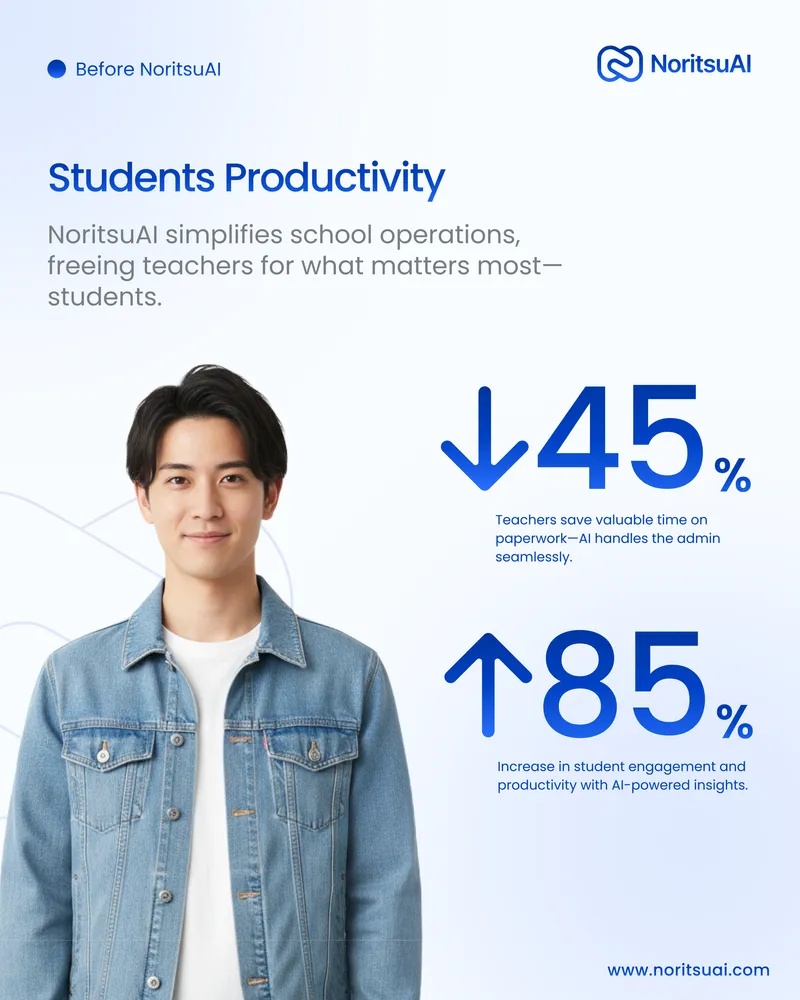 Before NoritsuAI
NoritsuAI
Students Productivity
NoritsuAI simplifies school operations,
freeing teachers for what matters most—
students.
↓45%
Teachers save valuable time on
paperwork—AI handles the admin
seamlessly.
↑85%
Increase in student engagement and
productivity with AI-powered insights.
www.noritsuai.com